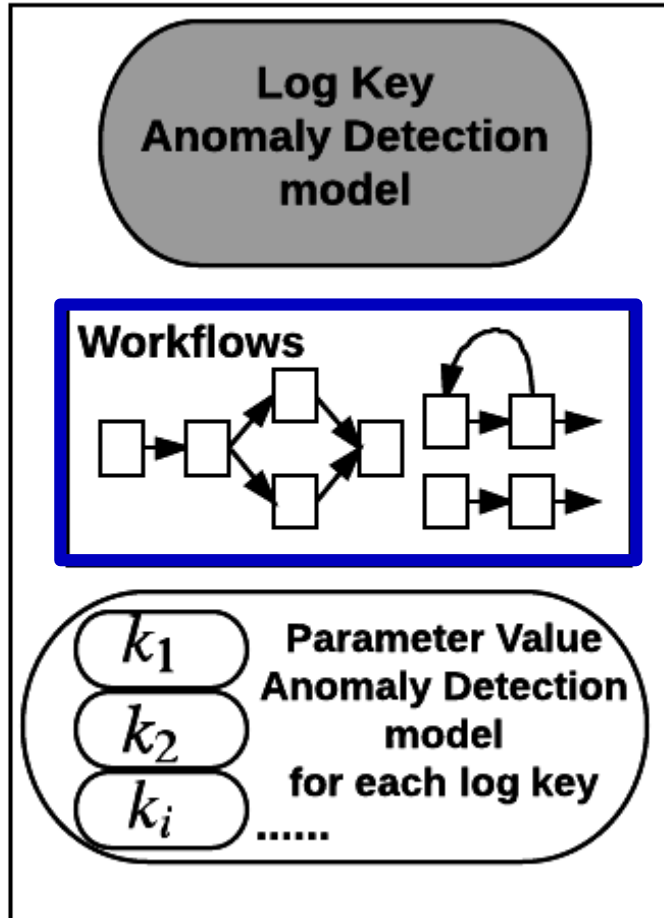 Log Key
Anomaly Detection
model
Workflows
k₁
k₂
kᵢ
Parameter Value
Anomaly Detection
model
for each log key
......